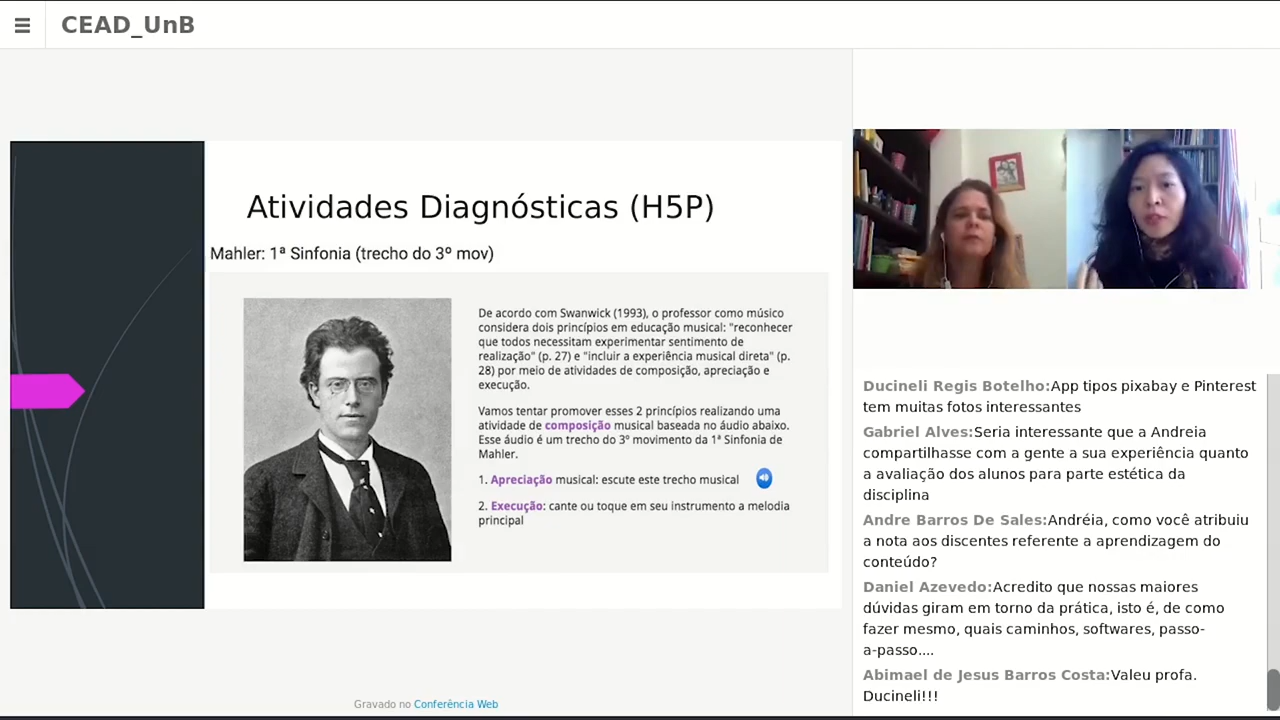 CEAD_UnB
Atividades Diagnósticas (H5P)
Mahler: 1ª Sinfonia (trecho do 3º mov)
De acordo com Swanwick (1993), o professor como músico
considera dois princípios em educação musical: "reconhecer
que todos necessitam experimentar sentimento de
realização" (p. 27) e "incluir a experiência musical direta" (p.
28) por meio de atividades de composição, apreciação e
execução.
Vamos tentar promover esses 2 princípios realizando uma
atividade de composição musical baseada no áudio abaixo.
Esse áudio é um trecho do 3º movimento da 1ª Sinfonia de
Mahler.
1. Apreciação musical: escute este trecho musical
2. Execução: cante ou toque em seu instrumento a melodia
principal
Gravado no Conferência Web
Ducineli Regis Botelho:App tipos pixabay e Pinterest
tem muitas fotos interessantes
Gabriel Alves:Seria interessante que a Andreia
compartilhasse com a gente a sua experiência quanto
a avaliação dos alunos para parte estética da
disciplina
Andre Barros De Sales:Andréia, como você atribuiu
a nota aos discentes referente a aprendizagem do
conteúdo?
Daniel Azevedo:Acredito que nossas maiores
dúvidas giram em torno da prática, isto é, de como
fazer mesmo, quais caminhos, softwares, passo-
a-passo....
Abimael de Jesus Barros Costa:Valeu profa.
Ducineli!!!